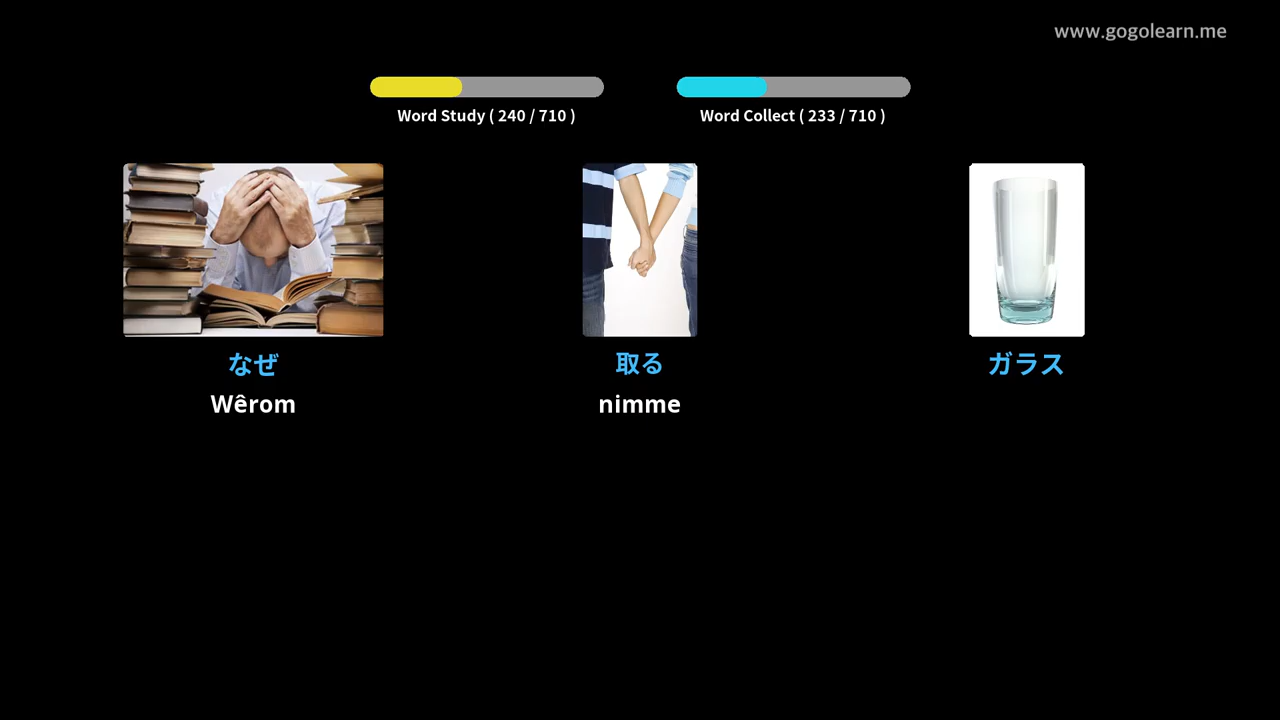 www.gogolearn.me
Word Study ( 240 / 710 )
Word Collect ( 233 / 710 )
なぜ
取る
ガラス
Wêrom
nimme